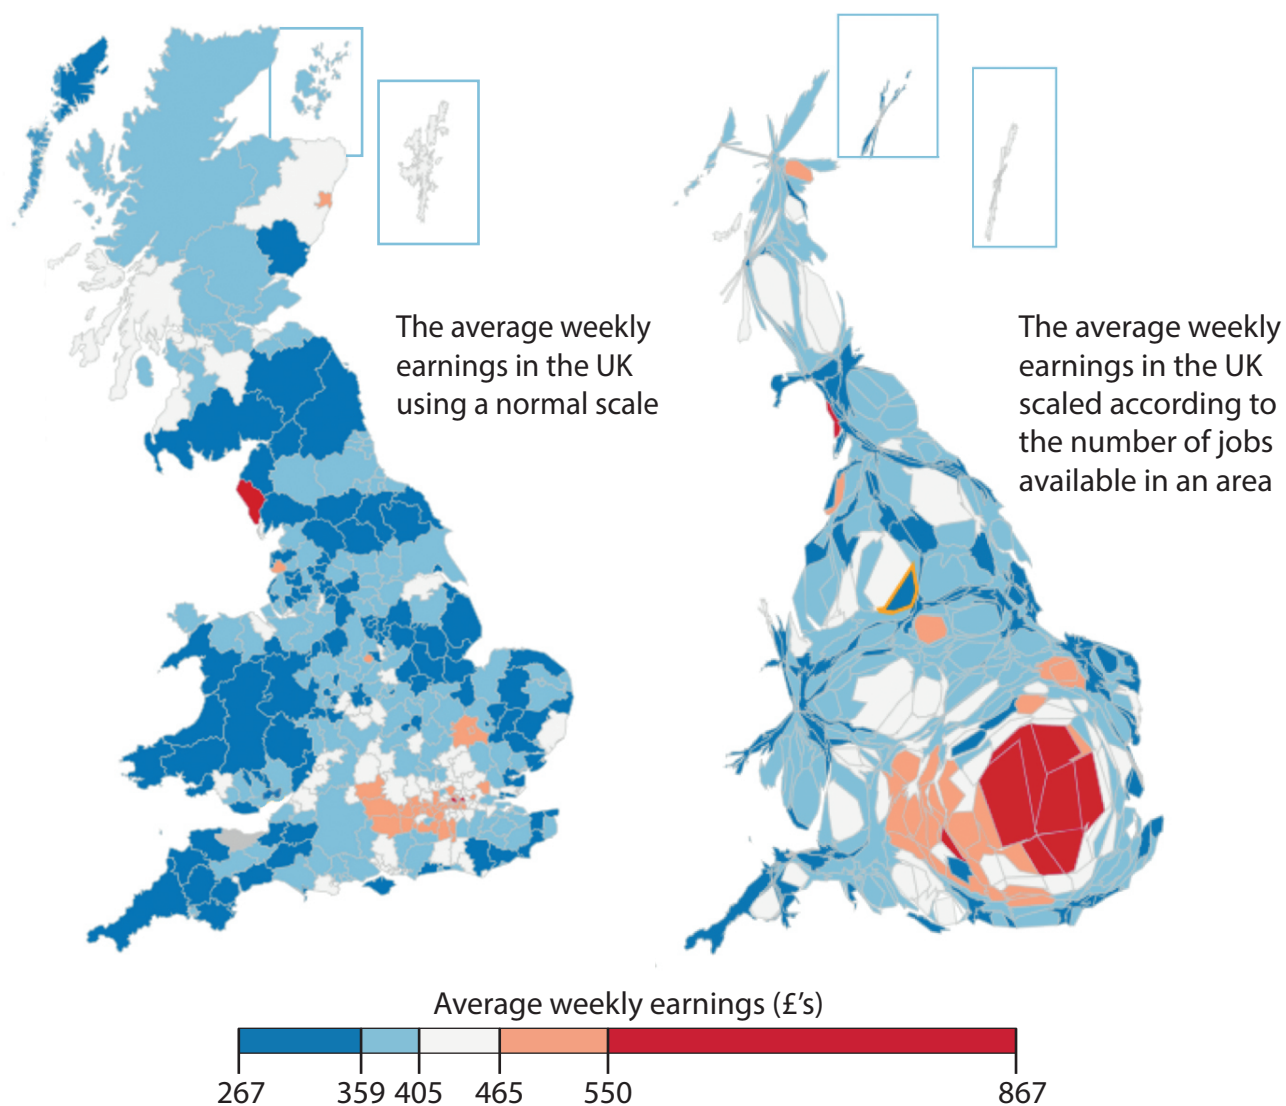 The average weekly
earnings in the UK
using a normal scale
The average weekly
earnings in the UK
scaled according to
the number of jobs
available in an area
Average weekly earnings (£’s)
267 359 405 465 550 867